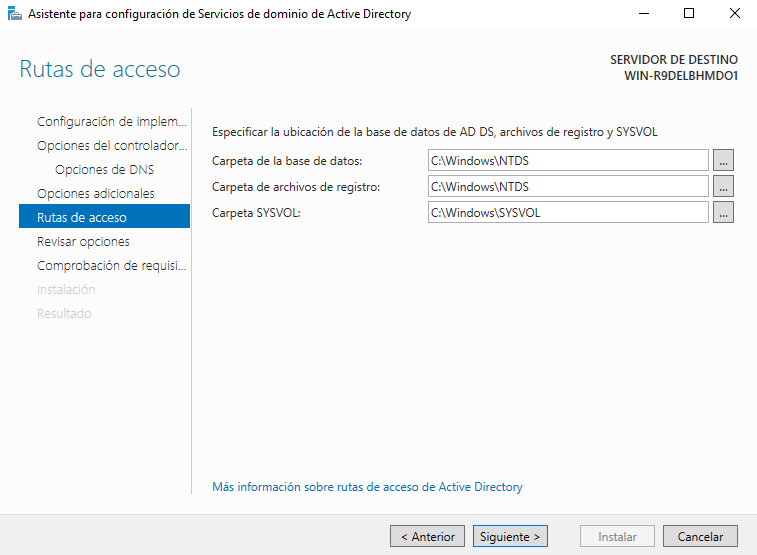 Asistente para configuración de Servicios de dominio de Active Directory
Rutas de acceso
SERVIDOR DE DESTINO
WIN-R9DELBHMDO1
Configuración de implem...
Opciones del controlador...
Opciones de DNS
Opciones adicionales
Rutas de acceso
Revisar opciones
Comprobación de requisi...
Instalación
Resultado
Especificar la ubicación de la base de datos de AD DS, archivos de registro y SYSVOL
Carpeta de la base de datos: C:\Windows\NTDS ...
Carpeta de archivos de registro: C:\Windows\NTDS ...
Carpeta SYSVOL: C:\Windows\SYSVOL ...
Más información sobre rutas de acceso de Active Directory
< Anterior Siguiente > Instalar Cancelar